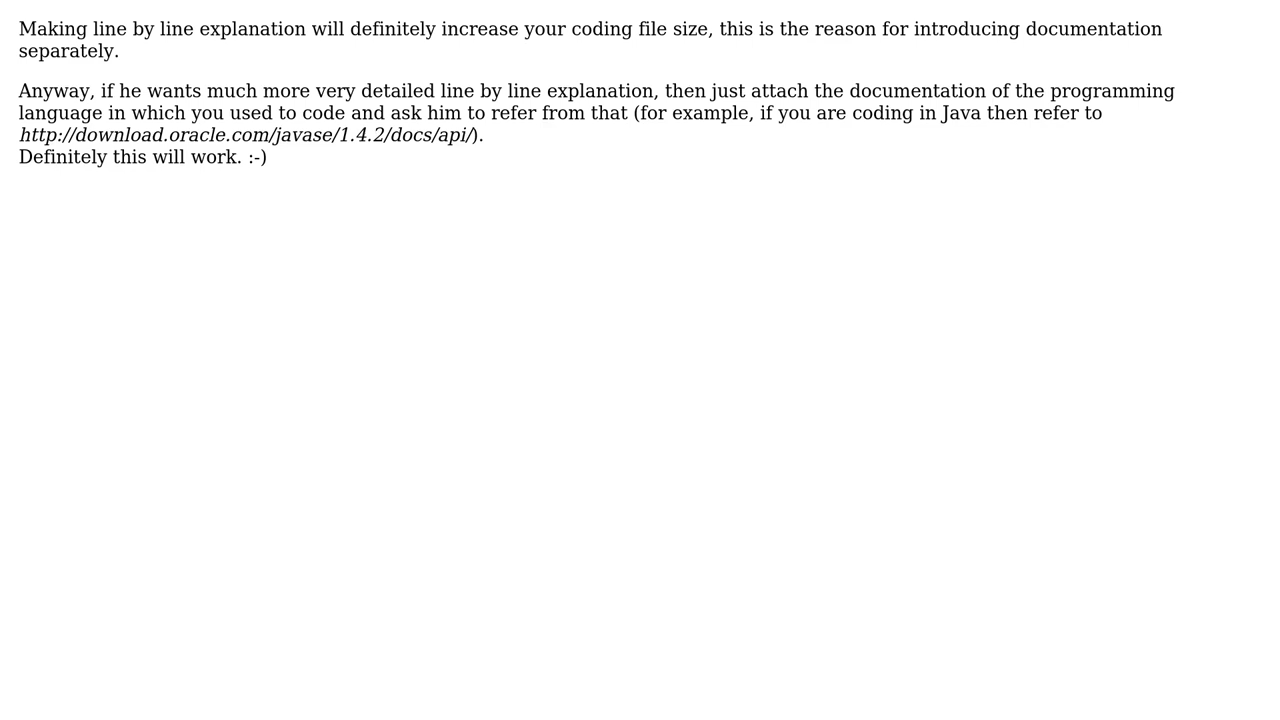 Making line by line explanation will definitely increase your coding file size, this is the reason for introducing documentation
separately.
Anyway, if he wants much more very detailed line by line explanation, then just attach the documentation of the programming
language in which you used to code and ask him to refer from that (for example, if you are coding in Java then refer to
http://download.oracle.com/javase/1.4.2/docs/api/).
Definitely this will work. :-)